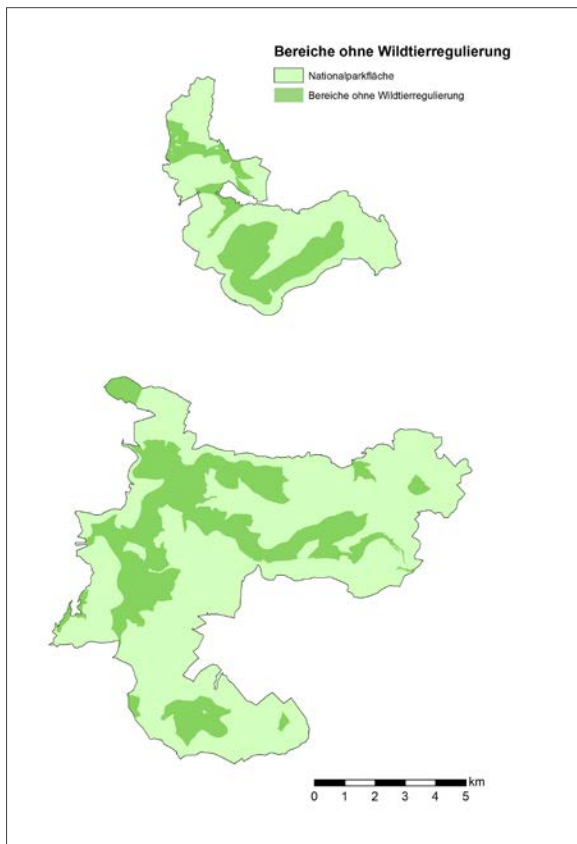 Bereiche ohne Wildtierregulierung
Nationalparkfläche
Bereiche ohne Wildtierregulierung
km
0 1 2 3 4 5